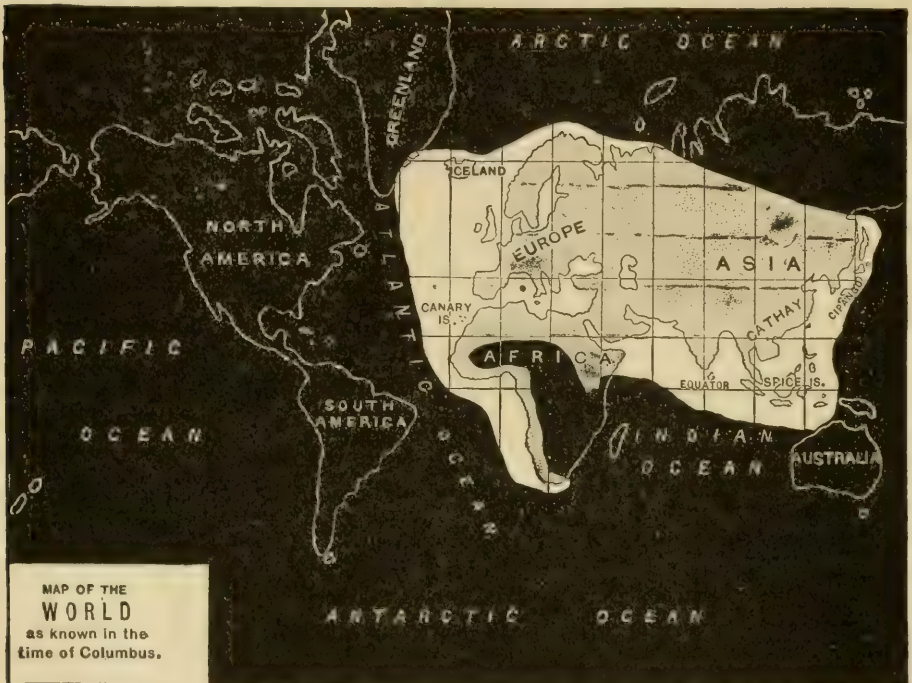 ARCTIC OCEAN
GREENLAND
ICELAND
NORTH
AMERICA
EUROPE
ASIA
ATLANTIC
OCEAN
CANARY
IS.
CATHAY
CIPANGO
PACIFIC
OCEAN
AFRICA
EQUATOR
SPICE IS.
SOUTH
AMERICA
INDIAN
OCEAN
AUSTRALIA
ANTARCTIC OCEAN
MAP OF THE
WORLD
as known in the
time of Columbus.